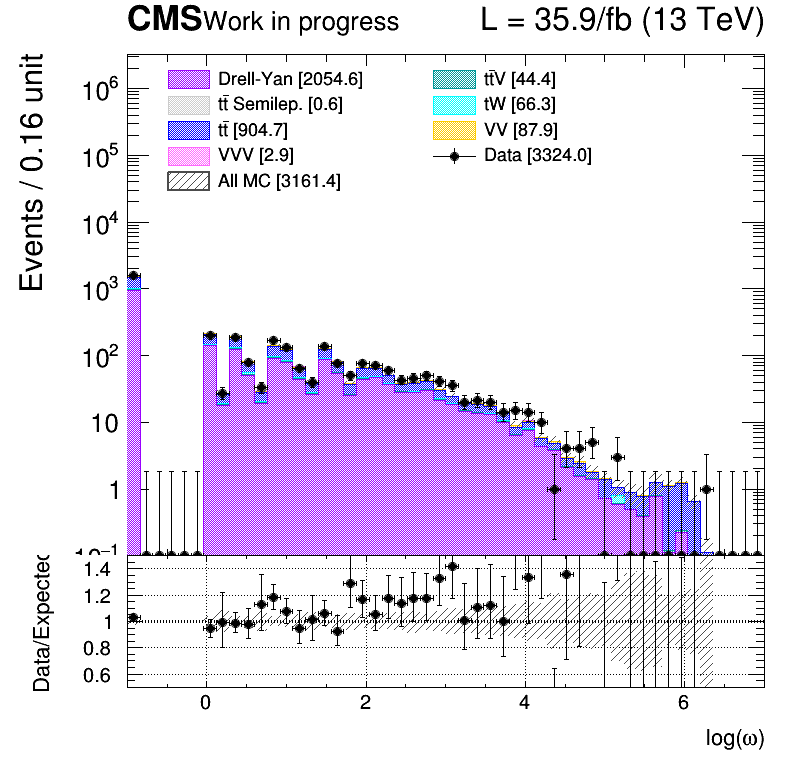 CMS Work in progress L = 35.9/fb (13 TeV)
Events / 0.16 unit
10⁶
10⁵
10⁴
10³
10²
10
1
10⁻¹
Drell-Yan [2054.6]
tt̄ Semilep. [0.6]
tt̄ [904.7]
VVV [2.9]
All MC [3161.4]
tt̄V [44.4]
tW [66.3]
VV [87.9]
Data [3324.0]
Data/Expected
1.4
1.2
1
0.8
0.6
0 2 4 6
log(ω)